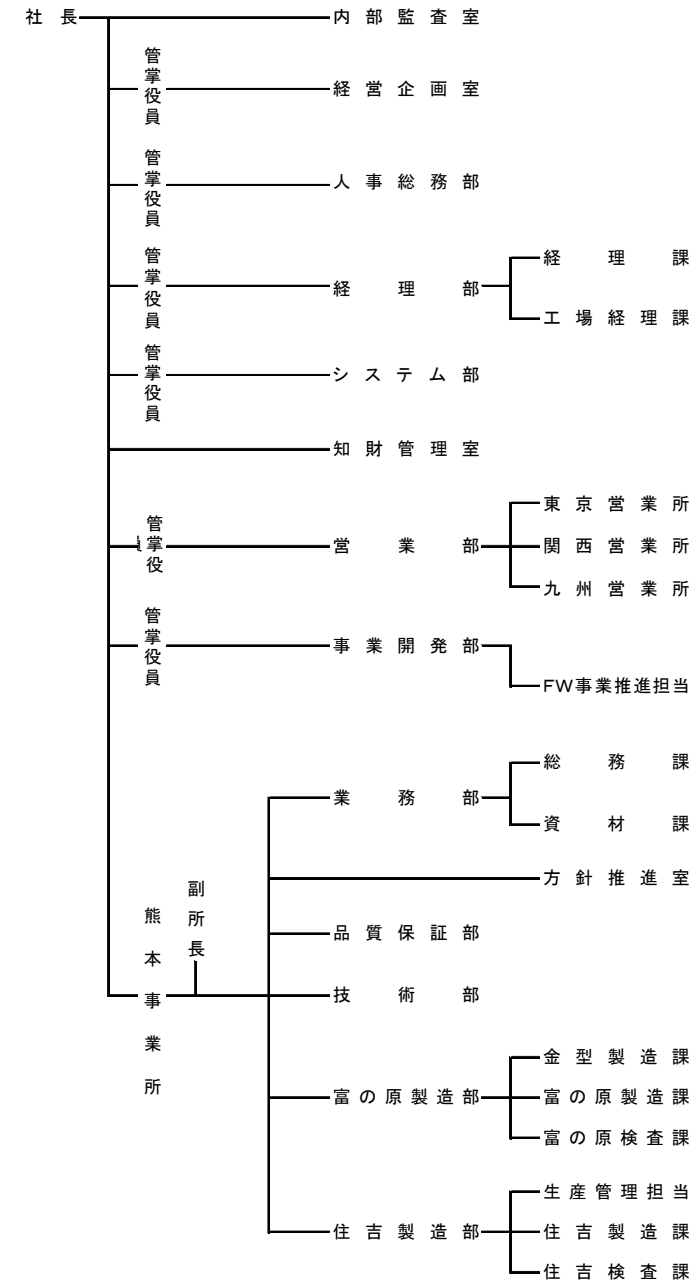 社長
内部監査室
管掌役員
経営企画室
管掌役員
人事総務部
管掌役員
経理部
経理課
工場経理課
管掌役員
システム部
知財管理室
管掌役員
営業部
東京営業所
関西営業所
九州営業所
管掌役員
事業開発部
FW事業推進担当
熊本事業所
副所長
業務部
総務課
資材課
方針推進室
品質保証部
技術部
富の原製造部
金型製造課
富の原製造課
富の原検査課
住吉製造部
生産管理担当
住吉製造課
住吉検査課